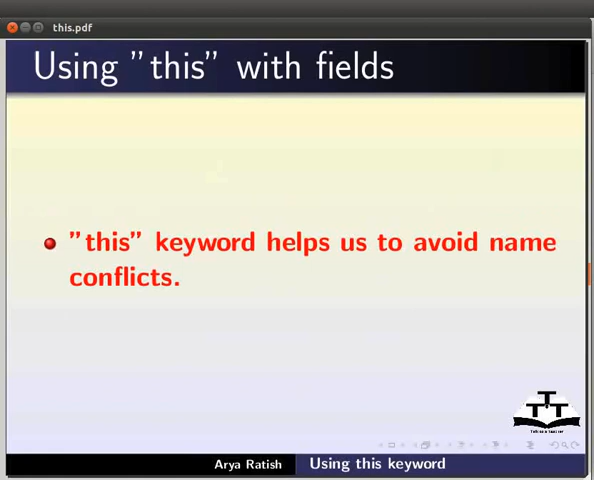 this.pdf
Using "this" with fields
"this" keyword helps us to avoid name
conflicts.
Arya Ratish
Using this keyword